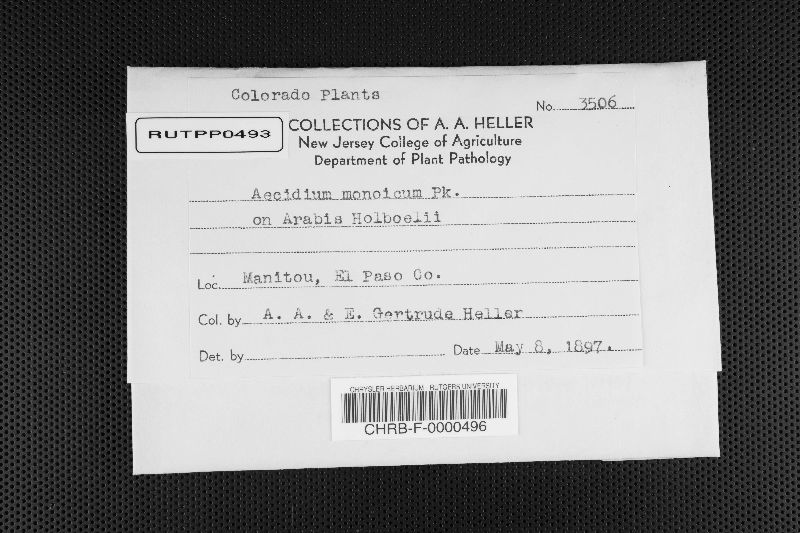 Colorado Plants
No. 3506
RUTPP0493
COLLECTIONS OF A. A. HELLER
New Jersey College of Agriculture
Department of Plant Pathology
Aecidium monoicum Pk.
on Arabis Holboelii
Loc. Manitou, El Paso Co.
Col. by A. A. & E. Gertrude Heller
Det. by
Date May 8, 1897.
CHRYSLER HERBARIUM - RUTGERS UNIVERSITY
CHRB-F-0000496